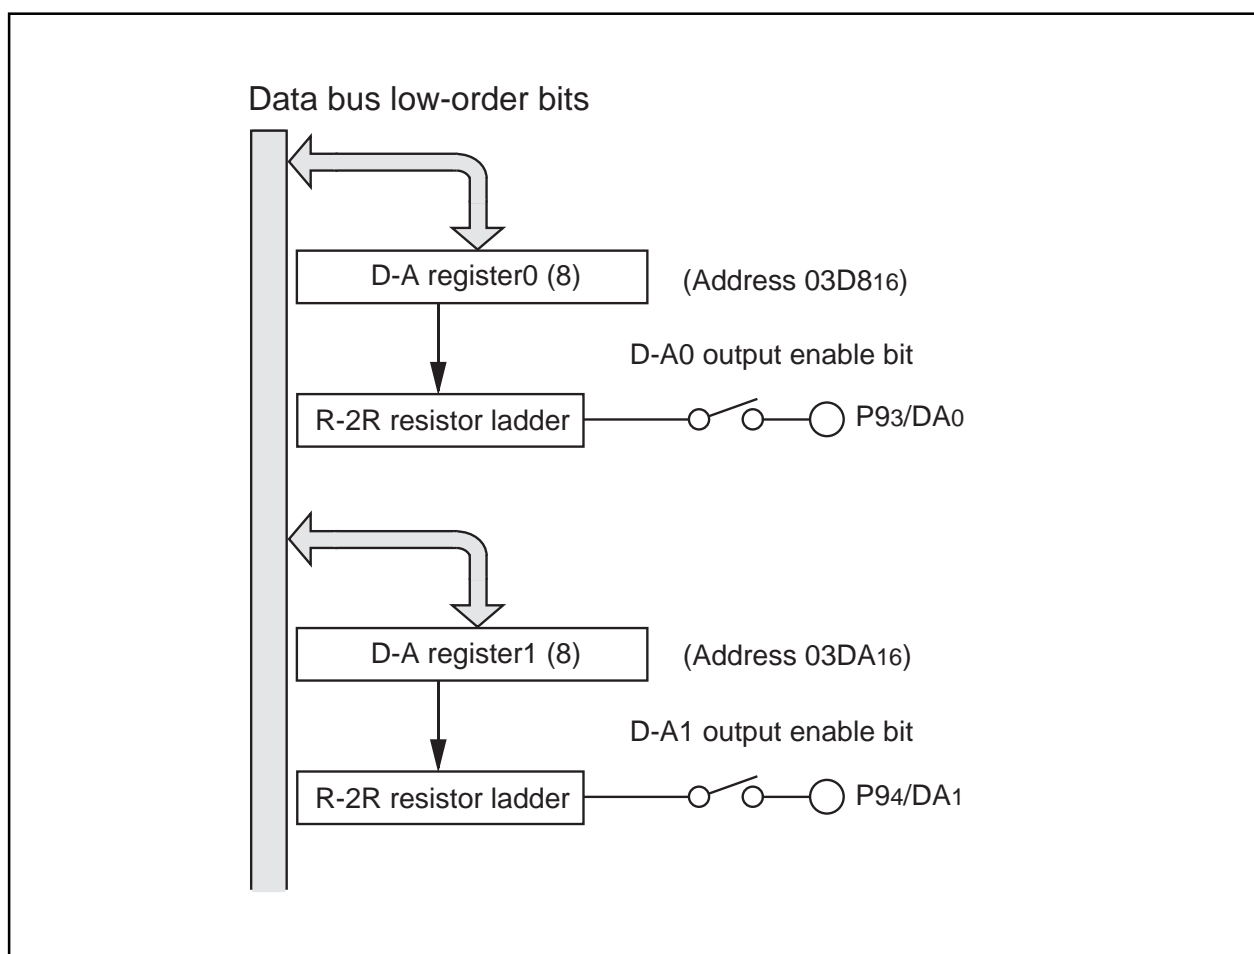 Data bus low-order bits
D-A register0 (8)
(Address 03D816)
D-A0 output enable bit
R-2R resistor ladder
P93/DA0
D-A register1 (8)
(Address 03DA16)
D-A1 output enable bit
R-2R resistor ladder
P94/DA1